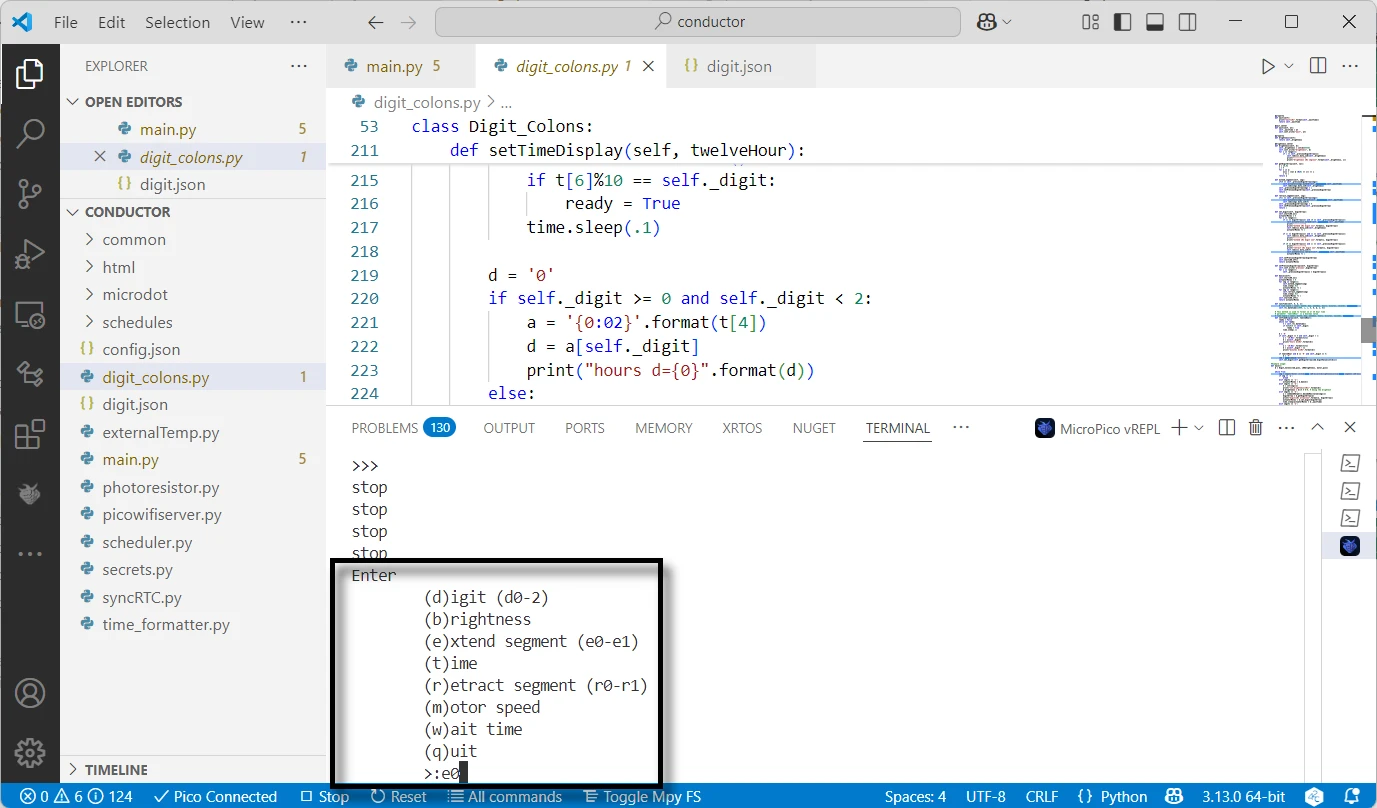 File Edit Selection View ··· conductor
EXPLORER ···
OPEN EDITORS
main.py 5
digit_colons.py 1
{} digit.json
CONDUCTOR
common
html
microdot
schedules
{} config.json
digit_colons.py 1
{} digit.json
externalTemp.py
main.py 5
photoresistor.py
picowifiserver.py
scheduler.py
secrets.py
syncRTC.py
time_formatter.py
TIMELINE
main.py 5 digit_colons.py 1 {} digit.json
digit_colons.py > ...
53 class Digit_Colons:
211 def setTimeDisplay(self, twelveHour):
215 if t[6]%10 == self._digit:
216 ready = True
217 time.sleep(.1)
218
219 d = '0'
220 if self._digit >= 0 and self._digit < 2:
221 a = '{0:02}'.format(t[4])
222 d = a[self._digit]
223 print("hours d={0}".format(d))
224 else:
PROBLEMS 130 OUTPUT PORTS MEMORY XRTOS NUGET TERMINAL ··· MicroPico vREPL
>>>
stop
stop
stop
stop
Enter
(d)igit (d0-2)
(b)rightness
(e)xtend segment (e0-e1)
(t)ime
(r)etract segment (r0-r1)
(m)otor speed
(w)ait time
(q)uit
>:e0
0 6 124 Pico Connected Stop Reset All commands Toggle Mpy FS Spaces: 4 UTF-8 CRLF {} Python 3.13.0 64-bit